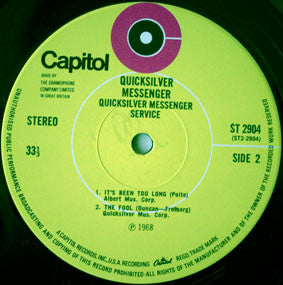 Capitol
MADE BY
THE GRAMOPHONE
COMPANY LIMITED
IN GREAT BRITAIN
QUICKSILVER
MESSENGER
QUICKSILVER MESSENGER
SERVICE
STEREO
33⅓
ST 2904
(ST2-2904)
SIDE 2
1. IT'S BEEN TOO LONG (Polte)
Albert Mus. Corp.
2. THE FOOL (Duncan-Freiberg)
Quicksilver Mus. Corp.
℗ 1968
A CAPITOL RECORDS, INC., U.S.A. RECORDING Capitol REGD. TRADE MARK
UNAUTHORISED PUBLIC PERFORMANCE BROADCASTING AND COPYING OF THIS RECORD PROHIBITED ALL RIGHTS OF THE MANUFACTURER AND OF THE OWNER OF THE RECORDED WORK RESERVED